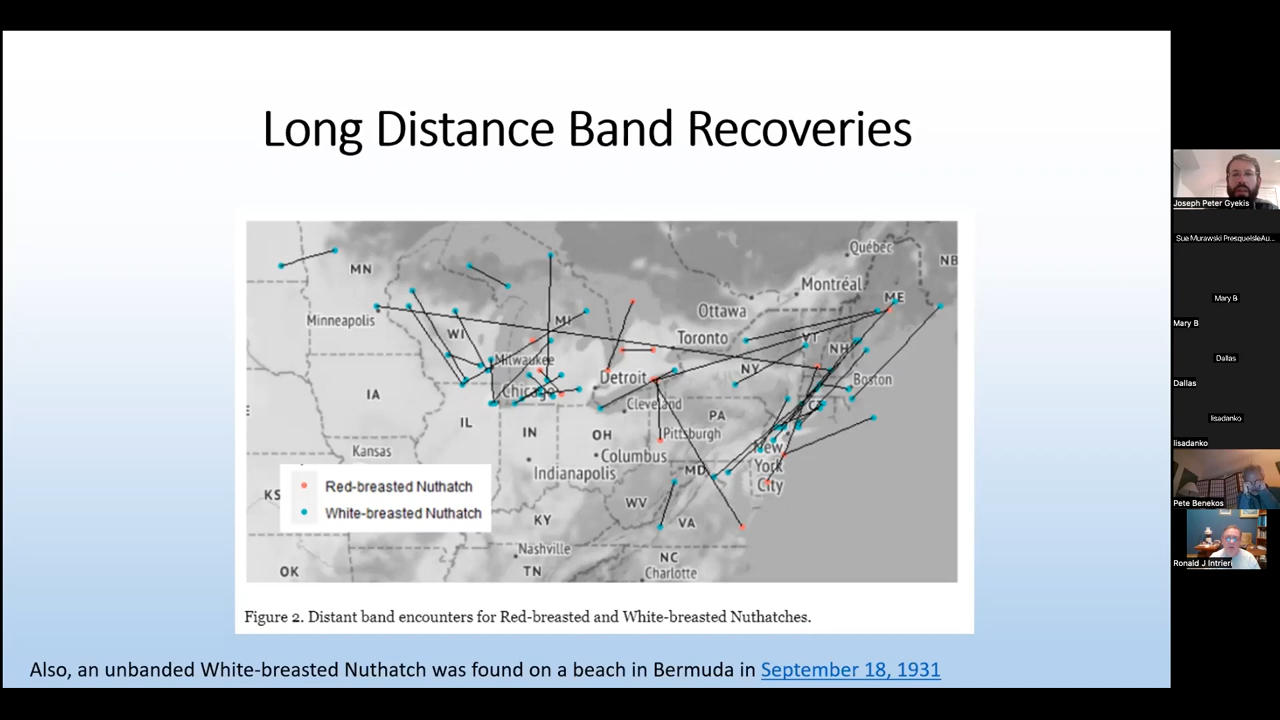 Long Distance Band Recoveries
Québec
NB
MN
Montréal
ME
Ottawa
Minneapolis
MI
WI
Toronto
VT
NH
Milwaukee
NY
Detroit
Boston
Chicago
IA
CT
Cleveland
PA
IL
IN
OH
Pittsburgh
New
York
City
Kansas
Columbus
MD
Indianapolis
KS
WV
KY
VA
Nashville
NC
OK
TN
Charlotte
Red-breasted Nuthatch
White-breasted Nuthatch
Figure 2. Distant band encounters for Red-breasted and White-breasted Nuthatches.
Also, an unbanded White-breasted Nuthatch was found on a beach in Bermuda in September 18, 1931
Joseph Peter Gyekis
Sue Murawski PresqueIsleAu...
Mary B
Mary B
Dallas
Dallas
lisadanko
lisadanko
Pete Benekos
Ronald J Intrieri